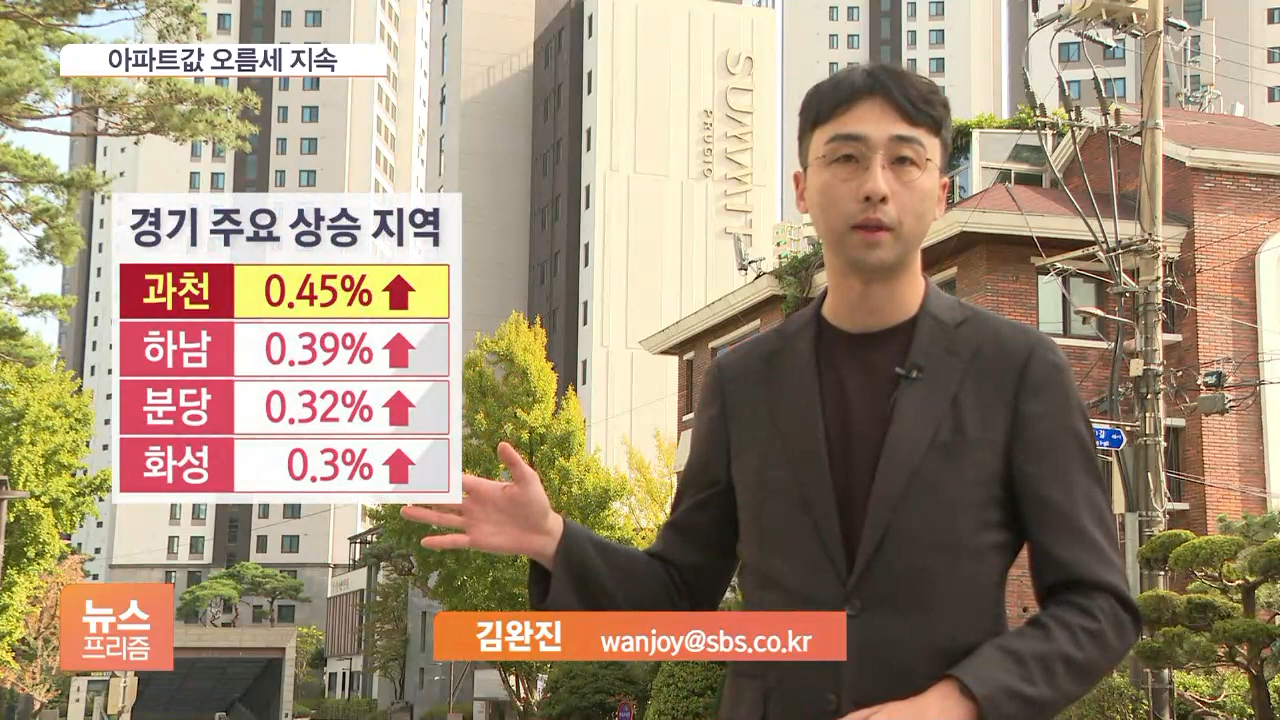 아파트값 오름세 지속
SUMMIT
PRUGIO
경기 주요 상승 지역
과천 0.45%
하남 0.39%
분당 0.32%
화성 0.3%
뉴스
프리즘
김완진 wanjoy@sbs.co.kr